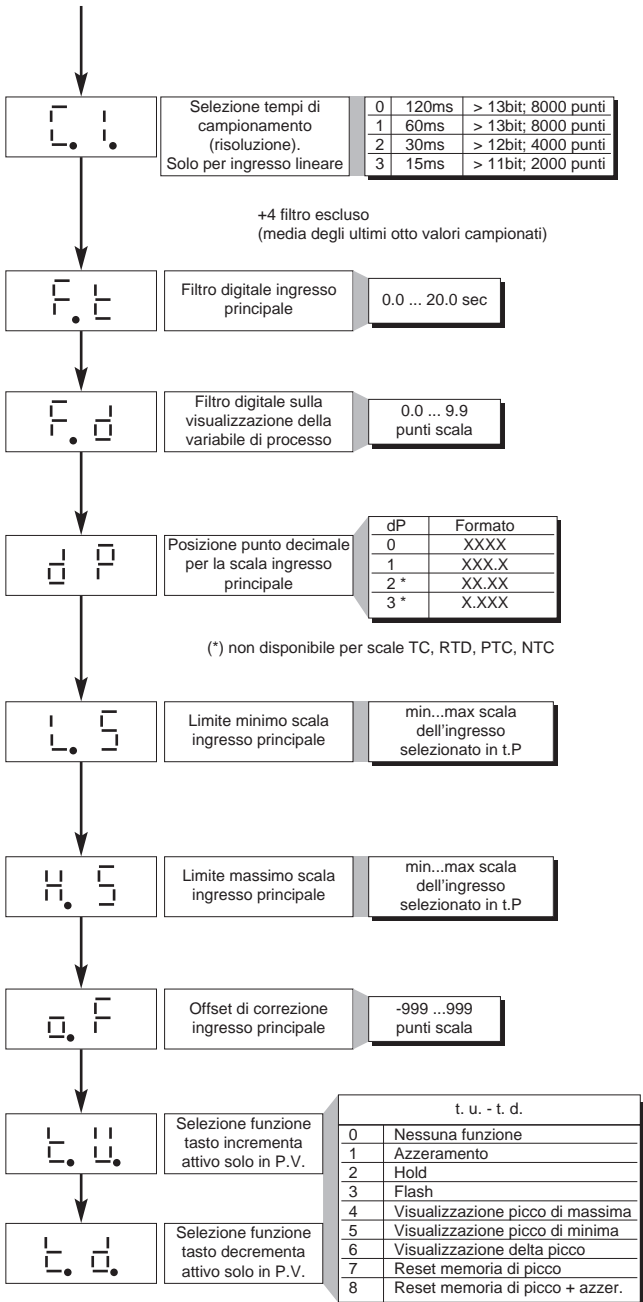 C. I.
Selezione tempi di
campionamento
(risoluzione).
Solo per ingresso lineare
0 120ms > 13bit; 8000 punti
1 60ms > 13bit; 8000 punti
2 30ms > 12bit; 4000 punti
3 15ms > 11bit; 2000 punti
+4 filtro escluso
(media degli ultimi otto valori campionati)
F. t
Filtro digitale ingresso
principale
0.0 ... 20.0 sec
F. d
Filtro digitale sulla
visualizzazione della
variabile di processo
0.0 ... 9.9
punti scala
d P
Posizione punto decimale
per la scala ingresso
principale
dP Formato
0 XXXX
1 XXX.X
2 * XX.XX
3 * X.XXX
(*) non disponibile per scale TC, RTD, PTC, NTC
L. S
Limite minimo scala
ingresso principale
min...max scala
dell'ingresso
selezionato in t.P
H. S
Limite massimo scala
ingresso principale
min...max scala
dell'ingresso
selezionato in t.P
o. F
Offset di correzione
ingresso principale
-999 ...999
punti scala
t. U.
Selezione funzione
tasto incrementa
attivo solo in P.V.
t. d.
Selezione funzione
tasto decrementa
attivo solo in P.V.
t. u. - t. d.
0 Nessuna funzione
1 Azzeramento
2 Hold
3 Flash
4 Visualizzazione picco di massima
5 Visualizzazione picco di minima
6 Visualizzazione delta picco
7 Reset memoria di picco
8 Reset memoria di picco + azzer.